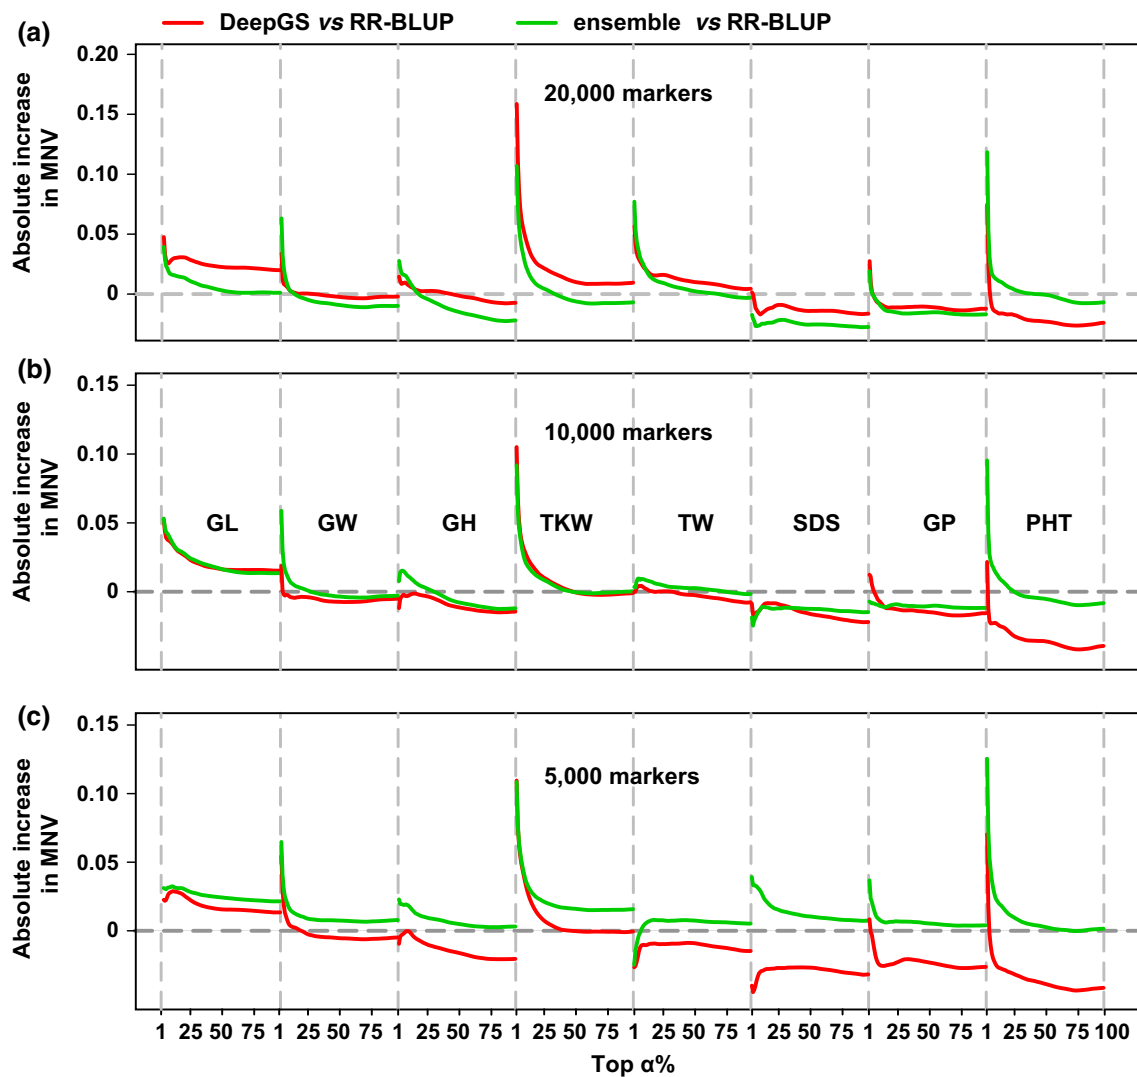 (a)
DeepGS vs RR-BLUP
ensemble vs RR-BLUP
Absolute increase
in MNV
0.20
0.15
0.10
0.05
0
20,000 markers
(b)
Absolute increase
in MNV
0.15
0.10
0.05
0
10,000 markers
GL GW GH TKW TW SDS GP PHT
(c)
Absolute increase
in MNV
0.15
0.10
0.05
0
5,000 markers
1 25 50 75 1 25 50 75 1 25 50 75 1 25 50 75 1 25 50 75 1 25 50 75 1 25 50 75 1 25 50 75 100
Top α%